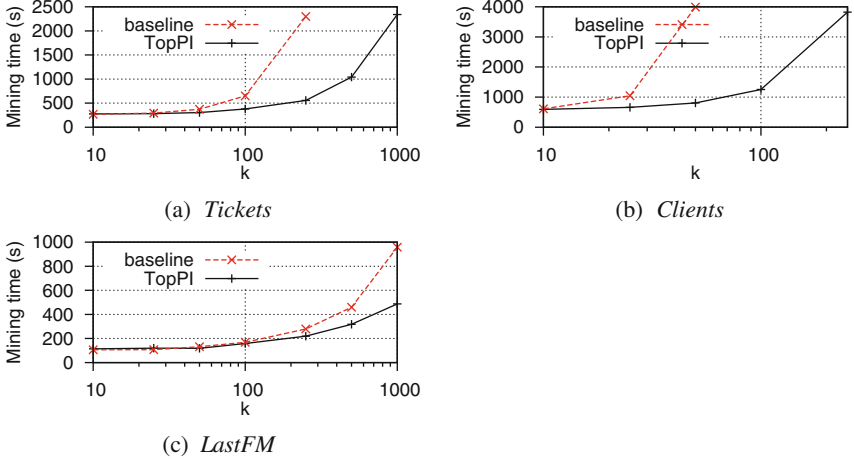 2500
2000
1500
1000
500
0
Mining time (s)
baseline
TopPI
10
100
1000
k
(a) Tickets
4000
3000
2000
1000
0
Mining time (s)
baseline
TopPI
10
100
k
(b) Clients
1000
800
600
400
200
0
Mining time (s)
baseline
TopPI
10
100
1000
k
(c) LastFM